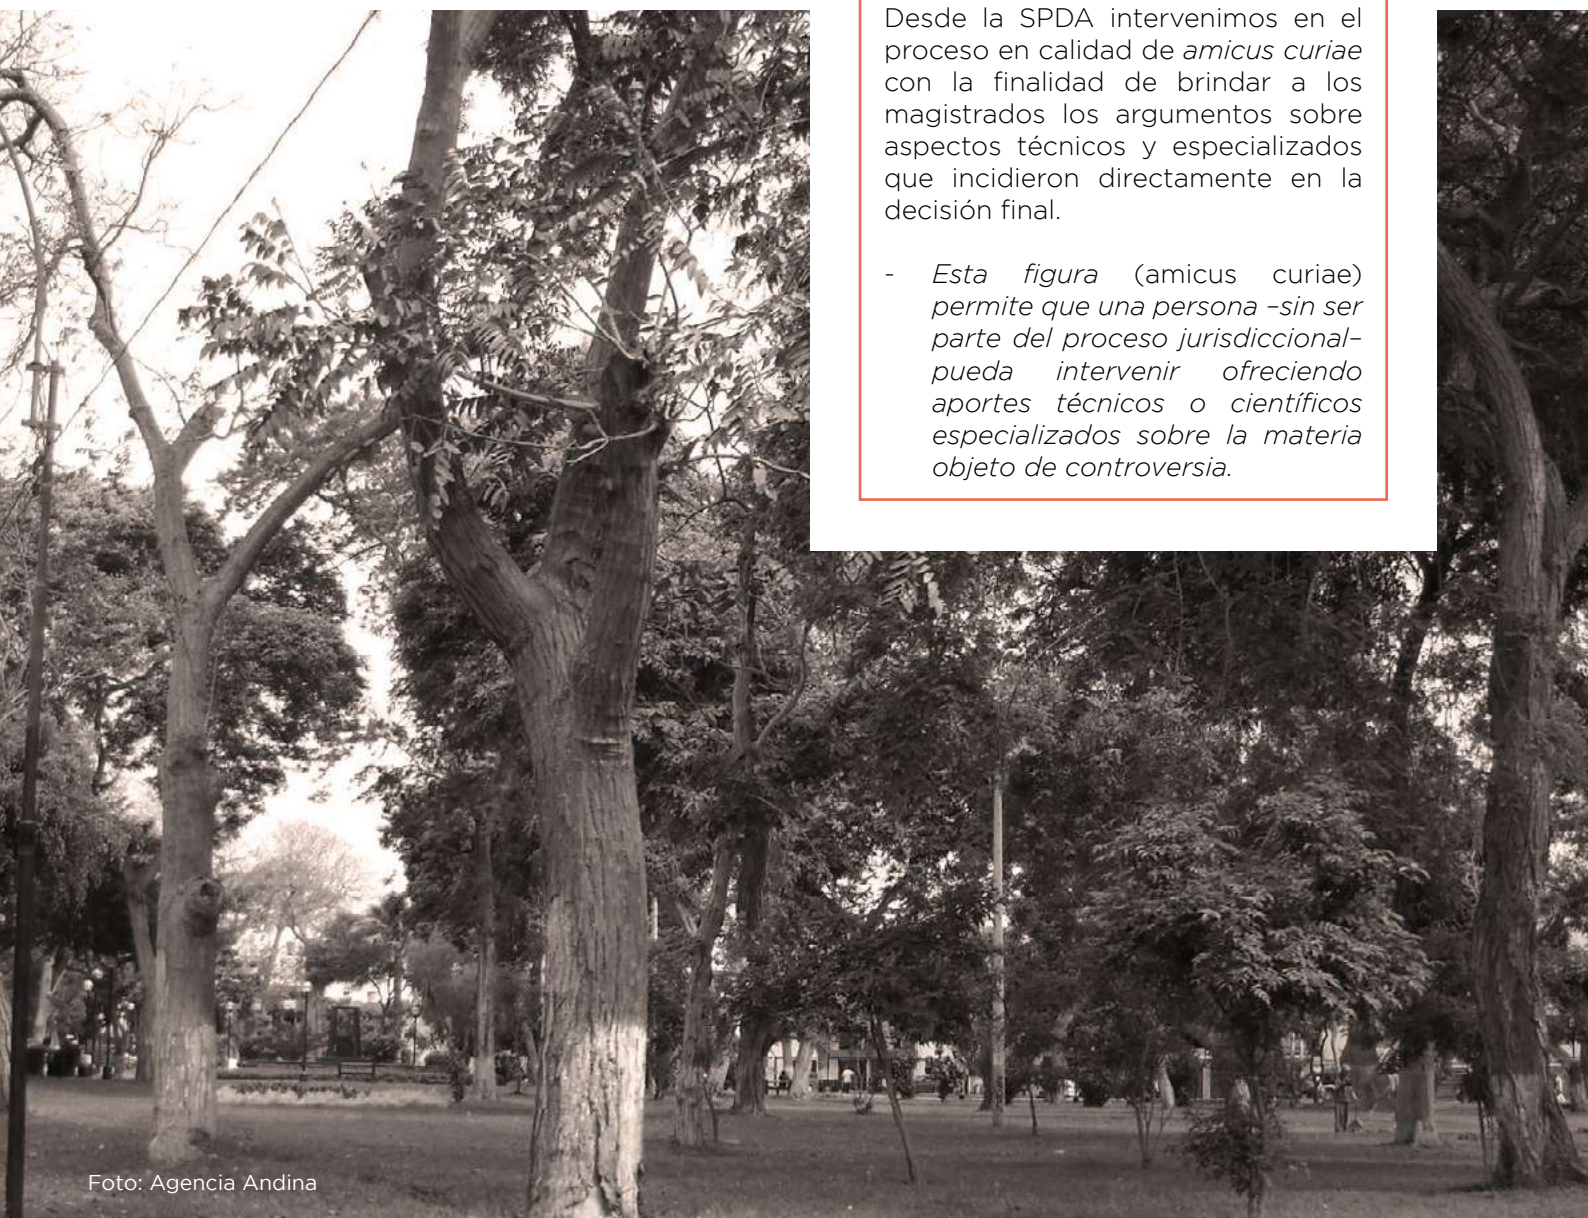 Desde la SPDA intervenimos en el
proceso en calidad de amicus curiae
con la finalidad de brindar a los
magistrados los argumentos sobre
aspectos técnicos y especializados
que incidieron directamente en la
decisión final.
- Esta figura (amicus curiae)
permite que una persona –sin ser
parte del proceso jurisdiccional–
pueda intervenir ofreciendo
aportes técnicos o científicos
especializados sobre la materia
objeto de controversia.
Foto: Agencia Andina